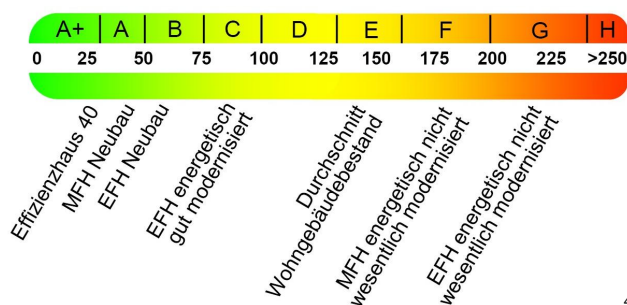 A+ A B C D E F G H
0 25 50 75 100 125 150 175 200 225 >250
Effizienzhaus 40
MFH Neubau
EFH Neubau
EFH energetisch
gut modernisiert
Durchschnitt
Wohngebäudebestand
MFH energetisch nicht
wesentlich modernisiert
EFH energetisch nicht
wesentlich modernisiert